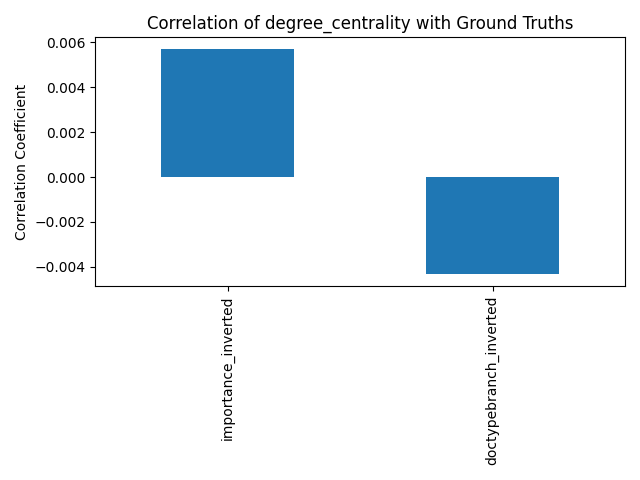 Correlation of degree_centrality with Ground Truths
Correlation Coefficient
0.006
0.004
0.002
0.000
−0.002
−0.004
importance_inverted
doctypebranch_inverted